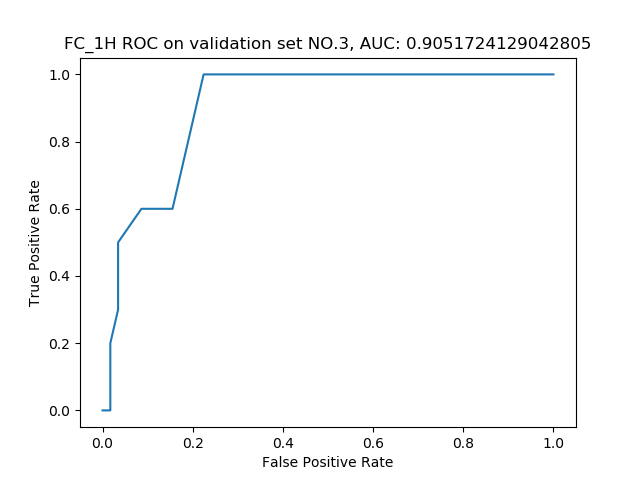 FC_1H ROC on validation set NO.3, AUC: 0.9051724129042805
1.0
0.8
0.6
0.4
0.2
0.0
True Positive Rate
0.0 0.2 0.4 0.6 0.8 1.0
False Positive Rate